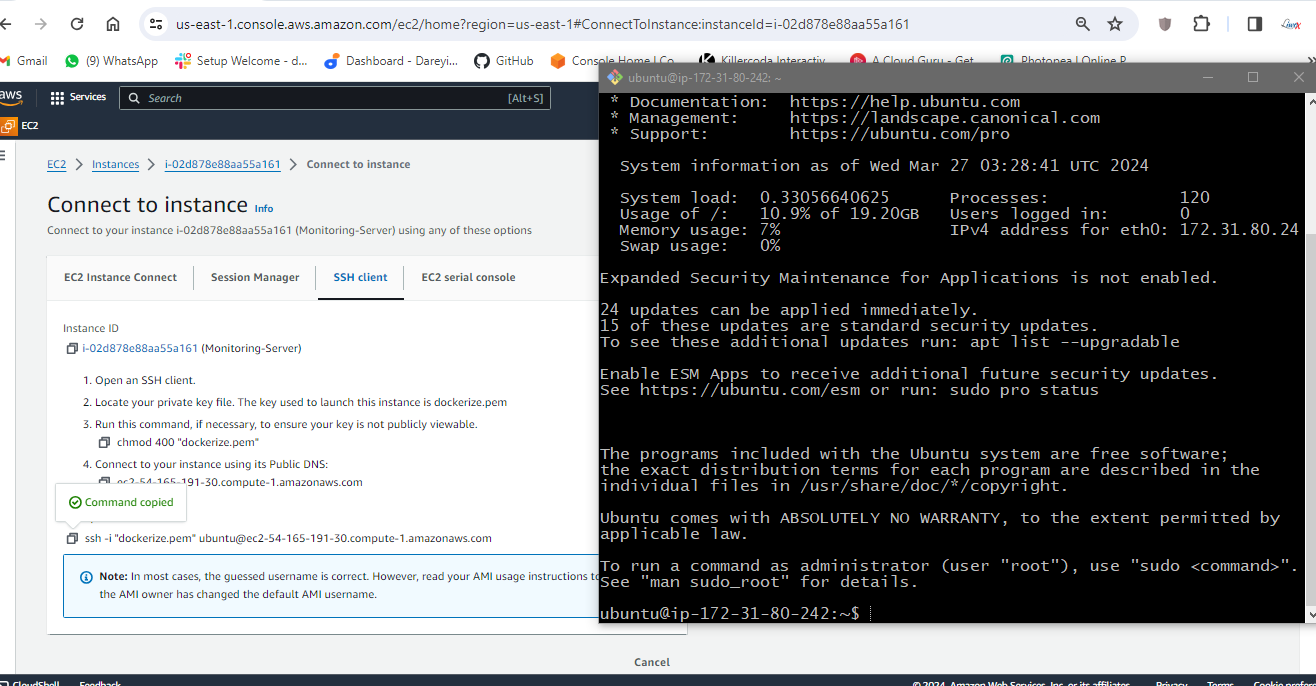 us-east-1.console.aws.amazon.com/ec2/home?region=us-east-1#ConnectToInstance:instanceId=i-02d878e88aa55a161
Gmail (9) WhatsApp Setup Welcome - d... Dashboard - Dareyi... GitHub Console Home | Co Killercoda Interactiv A Cloud Guru - Get Photopea | Online P
aws Services Search [Alt+S]
EC2
EC2 Instances i-02d878e88aa55a161 Connect to instance
Connect to instance Info
Connect to your instance i-02d878e88aa55a161 (Monitoring-Server) using any of these options
EC2 Instance Connect Session Manager SSH client EC2 serial console
Instance ID
i-02d878e88aa55a161 (Monitoring-Server)
1. Open an SSH client.
2. Locate your private key file. The key used to launch this instance is dockerize.pem
3. Run this command, if necessary, to ensure your key is not publicly viewable.
chmod 400 "dockerize.pem"
4. Connect to your instance using its Public DNS:
ec2-54-165-191-30.compute-1.amazonaws.com
Command copied
ssh -i "dockerize.pem" ubuntu@ec2-54-165-191-30.compute-1.amazonaws.com
Note: In most cases, the guessed username is correct. However, read your AMI usage instructions to
the AMI owner has changed the default AMI username.
Cancel
CloudShell Feedback © 2024, Amazon Web Services, Inc. or its affiliates. Privacy Terms Cookie prefere
ubuntu@ip-172-31-80-242: ~
* Documentation: https://help.ubuntu.com
* Management: https://landscape.canonical.com
* Support: https://ubuntu.com/pro
System information as of Wed Mar 27 03:28:41 UTC 2024
System load: 0.33056640625 Processes: 120
Usage of /: 10.9% of 19.20GB Users logged in: 0
Memory usage: 7% IPv4 address for eth0: 172.31.80.24
Swap usage: 0%
Expanded Security Maintenance for Applications is not enabled.
24 updates can be applied immediately.
15 of these updates are standard security updates.
To see these additional updates run: apt list --upgradable
Enable ESM Apps to receive additional future security updates.
See https://ubuntu.com/esm or run: sudo pro status
The programs included with the Ubuntu system are free software;
the exact distribution terms for each program are described in the
individual files in /usr/share/doc/*/copyright.
Ubuntu comes with ABSOLUTELY NO WARRANTY, to the extent permitted by
applicable law.
To run a command as administrator (user "root"), use "sudo <command>".
See "man sudo_root" for details.
ubuntu@ip-172-31-80-242:~$